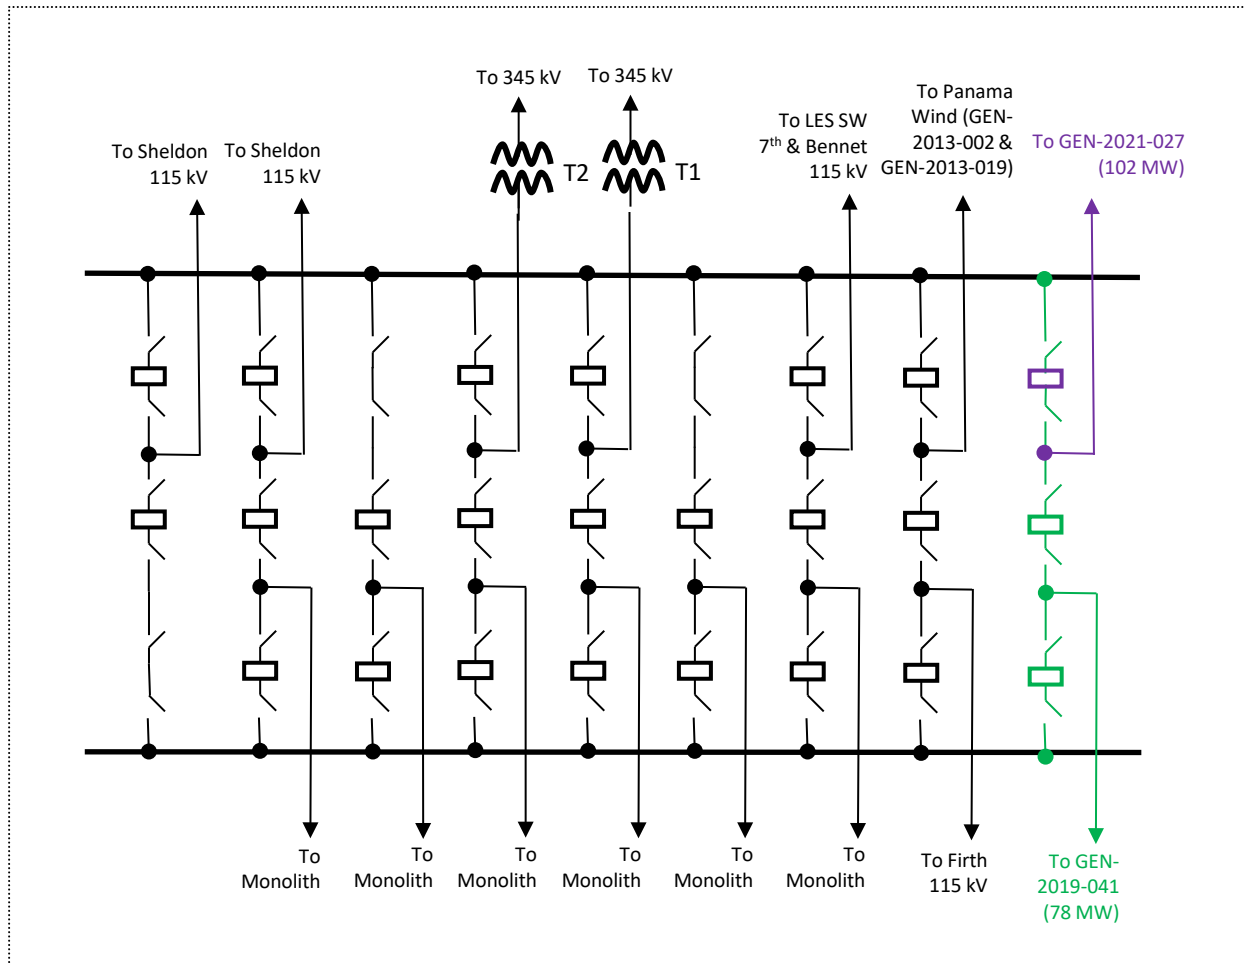 To Sheldon
115 kV
To Sheldon
115 kV
To 345 kV
T2
To 345 kV
T1
To LES SW
7th & Bennet
115 kV
To Panama
Wind (GEN-
2013-002 &
GEN-2013-019)
To GEN-2021-027
(102 MW)
To
Monolith
To
Monolith
To
Monolith
To
Monolith
To
Monolith
To
Monolith
To Firth
115 kV
To GEN-
2019-041
(78 MW)